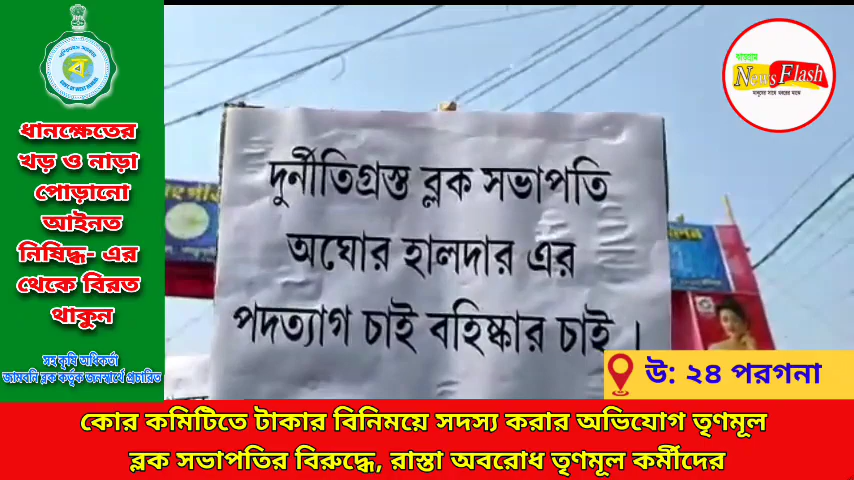 ধানক্ষেতের
খড় ও নাড়া
পোড়ানো
আইনত
নিষিদ্ধ- এর
থেকে বিরত
থাকুন
সহ কৃষি অধিকর্তা
জামবনি ব্লক কর্তৃক জনস্বার্থে প্রচারিত
ঝাড়গ্রাম
News Flash
মানুষের সাথে খবরের মাঝে
দুর্নীতিগ্রস্ত ব্লক সভাপতি
অঘোর হালদার এর
পদত্যাগ চাই বহিষ্কার চাই ।
উ: ২৪ পরগনা
কোর কমিটিতে টাকার বিনিময়ে সদস্য করার অভিযোগ তৃণমূল
ব্লক সভাপতির বিরুদ্ধে, রাস্তা অবরোধ তৃণমূল কর্মীদের